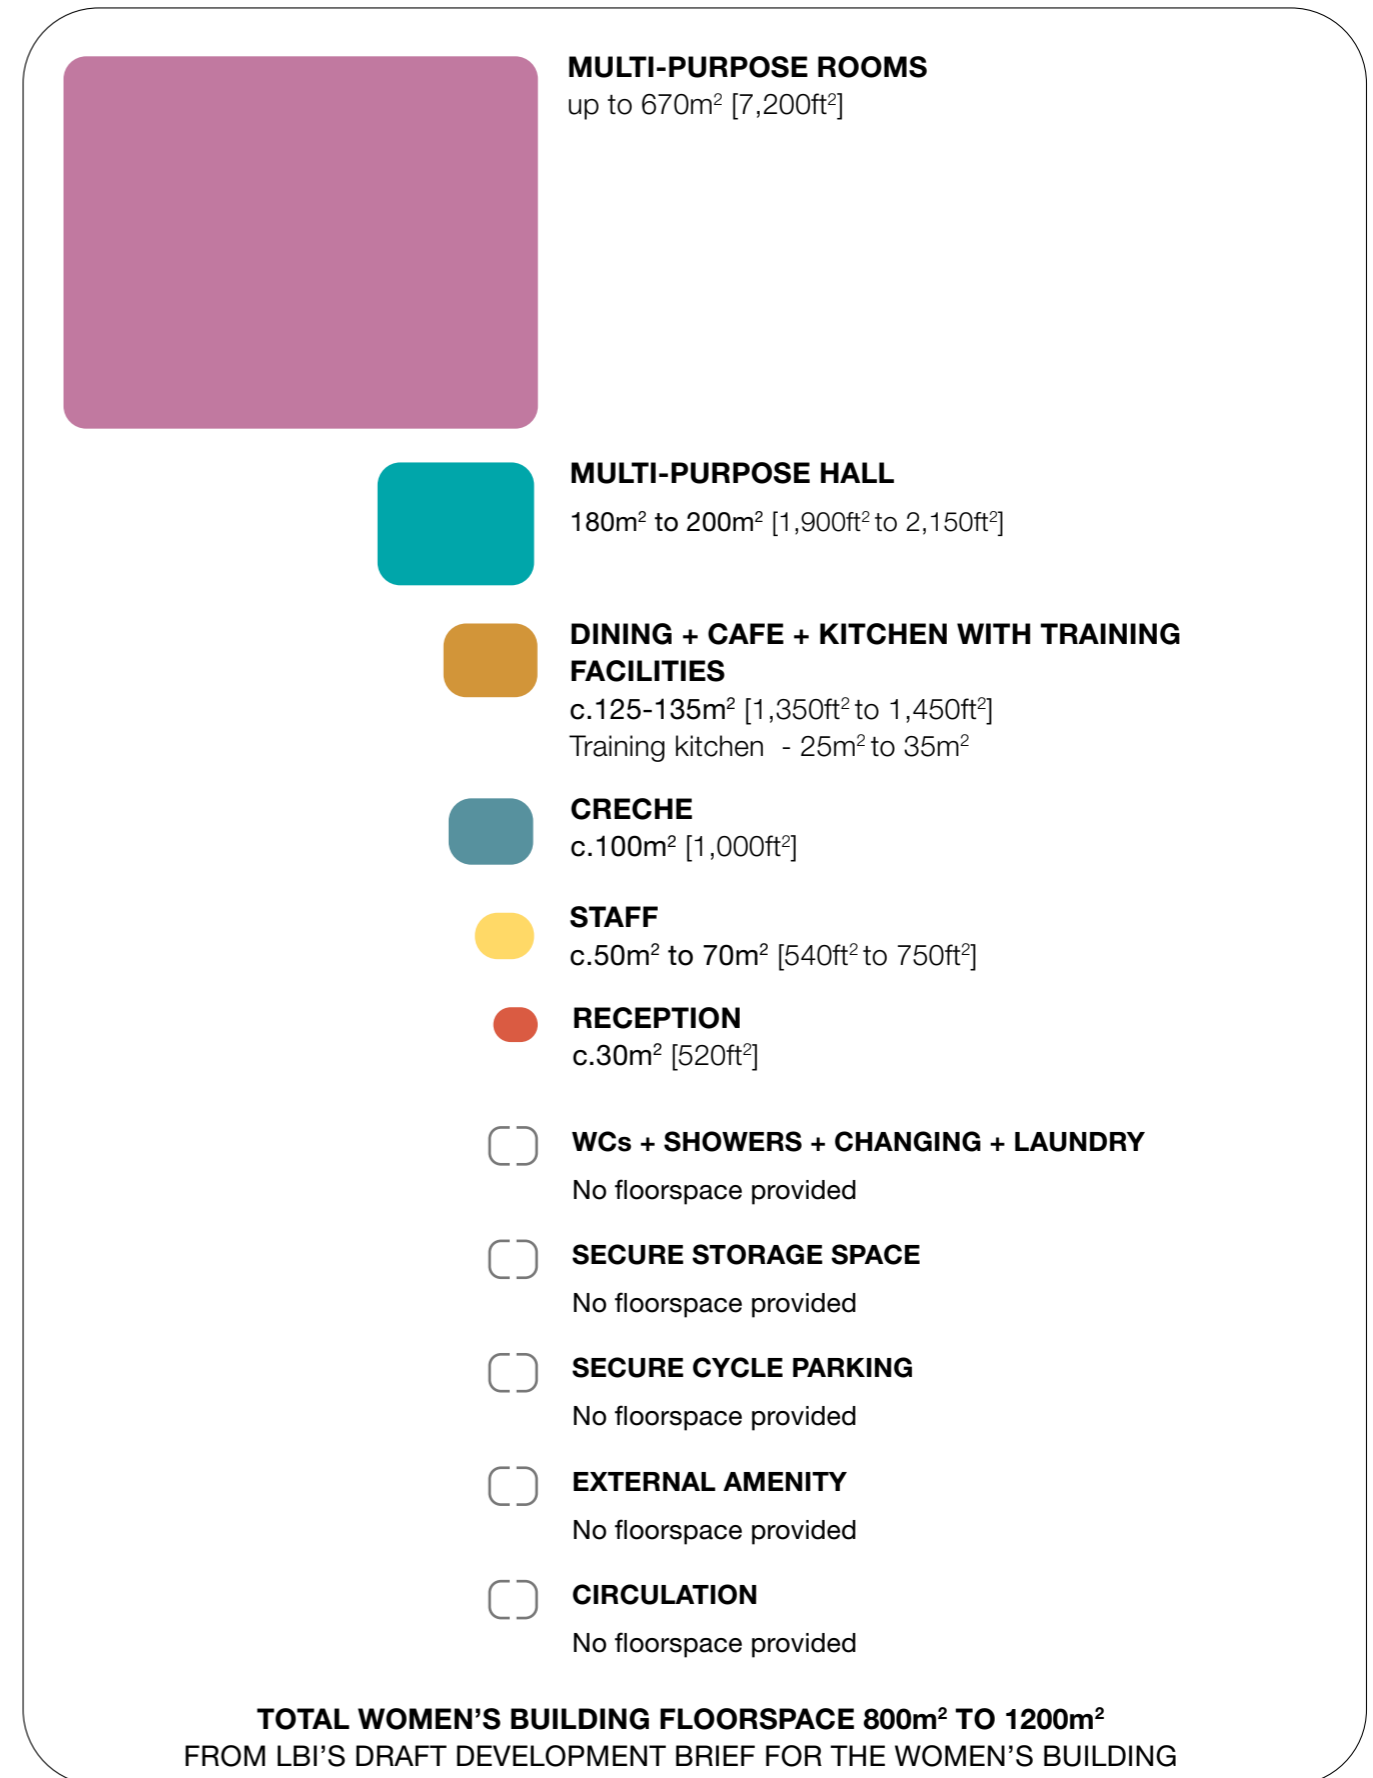 MULTI-PURPOSE ROOMS
up to 670m² [7,200ft²]
MULTI-PURPOSE HALL
180m² to 200m² [1,900ft² to 2,150ft²]
DINING + CAFE + KITCHEN WITH TRAINING
FACILITIES
c.125-135m² [1,350ft² to 1,450ft²]
Training kitchen - 25m² to 35m²
CRECHE
c.100m² [1,000ft²]
STAFF
c.50m² to 70m² [540ft² to 750ft²]
RECEPTION
c.30m² [520ft²]
WCs + SHOWERS + CHANGING + LAUNDRY
No floorspace provided
SECURE STORAGE SPACE
No floorspace provided
SECURE CYCLE PARKING
No floorspace provided
EXTERNAL AMENITY
No floorspace provided
CIRCULATION
No floorspace provided
TOTAL WOMEN'S BUILDING FLOORSPACE 800m² TO 1200m²
FROM LBI'S DRAFT DEVELOPMENT BRIEF FOR THE WOMEN'S BUILDING